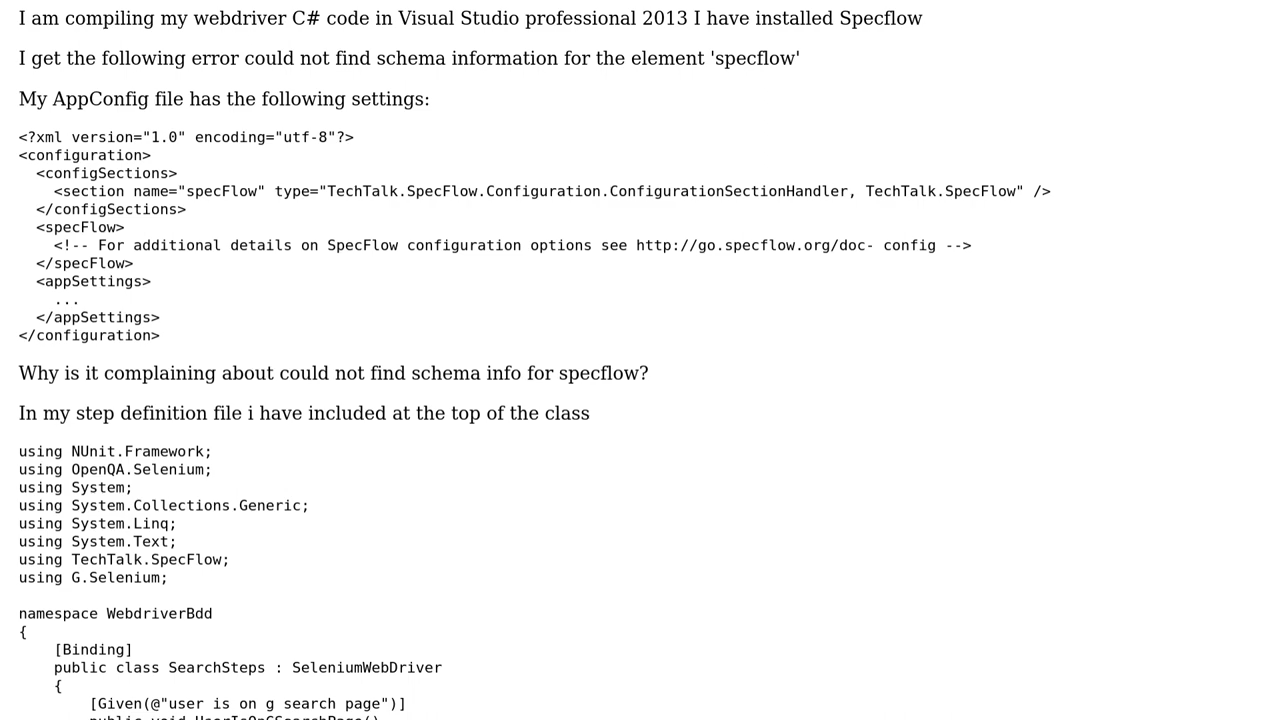 I am compiling my webdriver C# code in Visual Studio professional 2013 I have installed Specflow
I get the following error could not find schema information for the element 'specflow'
My AppConfig file has the following settings:
<?xml version="1.0" encoding="utf-8"?>
<configuration>
  <configSections>
    <section name="specFlow" type="TechTalk.SpecFlow.Configuration.ConfigurationSectionHandler, TechTalk.SpecFlow" />
  </configSections>
  <specFlow>
    <!-- For additional details on SpecFlow configuration options see http://go.specflow.org/doc- config -->
  </specFlow>
  <appSettings>
    ...
  </appSettings>
</configuration>
Why is it complaining about could not find schema info for specflow?
In my step definition file i have included at the top of the class
using NUnit.Framework;
using OpenQA.Selenium;
using System;
using System.Collections.Generic;
using System.Linq;
using System.Text;
using TechTalk.SpecFlow;
using G.Selenium;

namespace WebdriverBdd
{
    [Binding]
    public class SearchSteps : SeleniumWebDriver
    {
        [Given(@"user is on g search page")]
        public void UserIsOnGSearchPage()